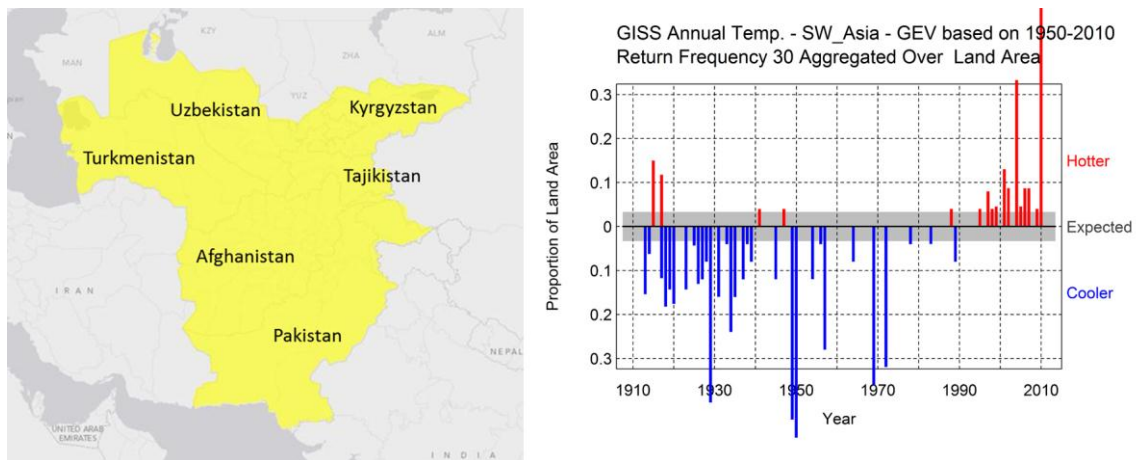 KZY
ALM
MAN
ZHA
YUZ
Uzbekistan
Kyrgyzstan
Turkmenistan
Tajikistan
Afghanistan
I R A N
Pakistan
NEPAL
UNITED ARAB
EMIRATES
I N D I A
GISS Annual Temp. - SW_Asia - GEV based on 1950-2010
Return Frequency 30 Aggregated Over Land Area
Proportion of Land Area
0.3
0.2
0.1
0
0.1
0.2
0.3
Hotter
Expected
Cooler
1910 1930 1950 1970 1990 2010
Year